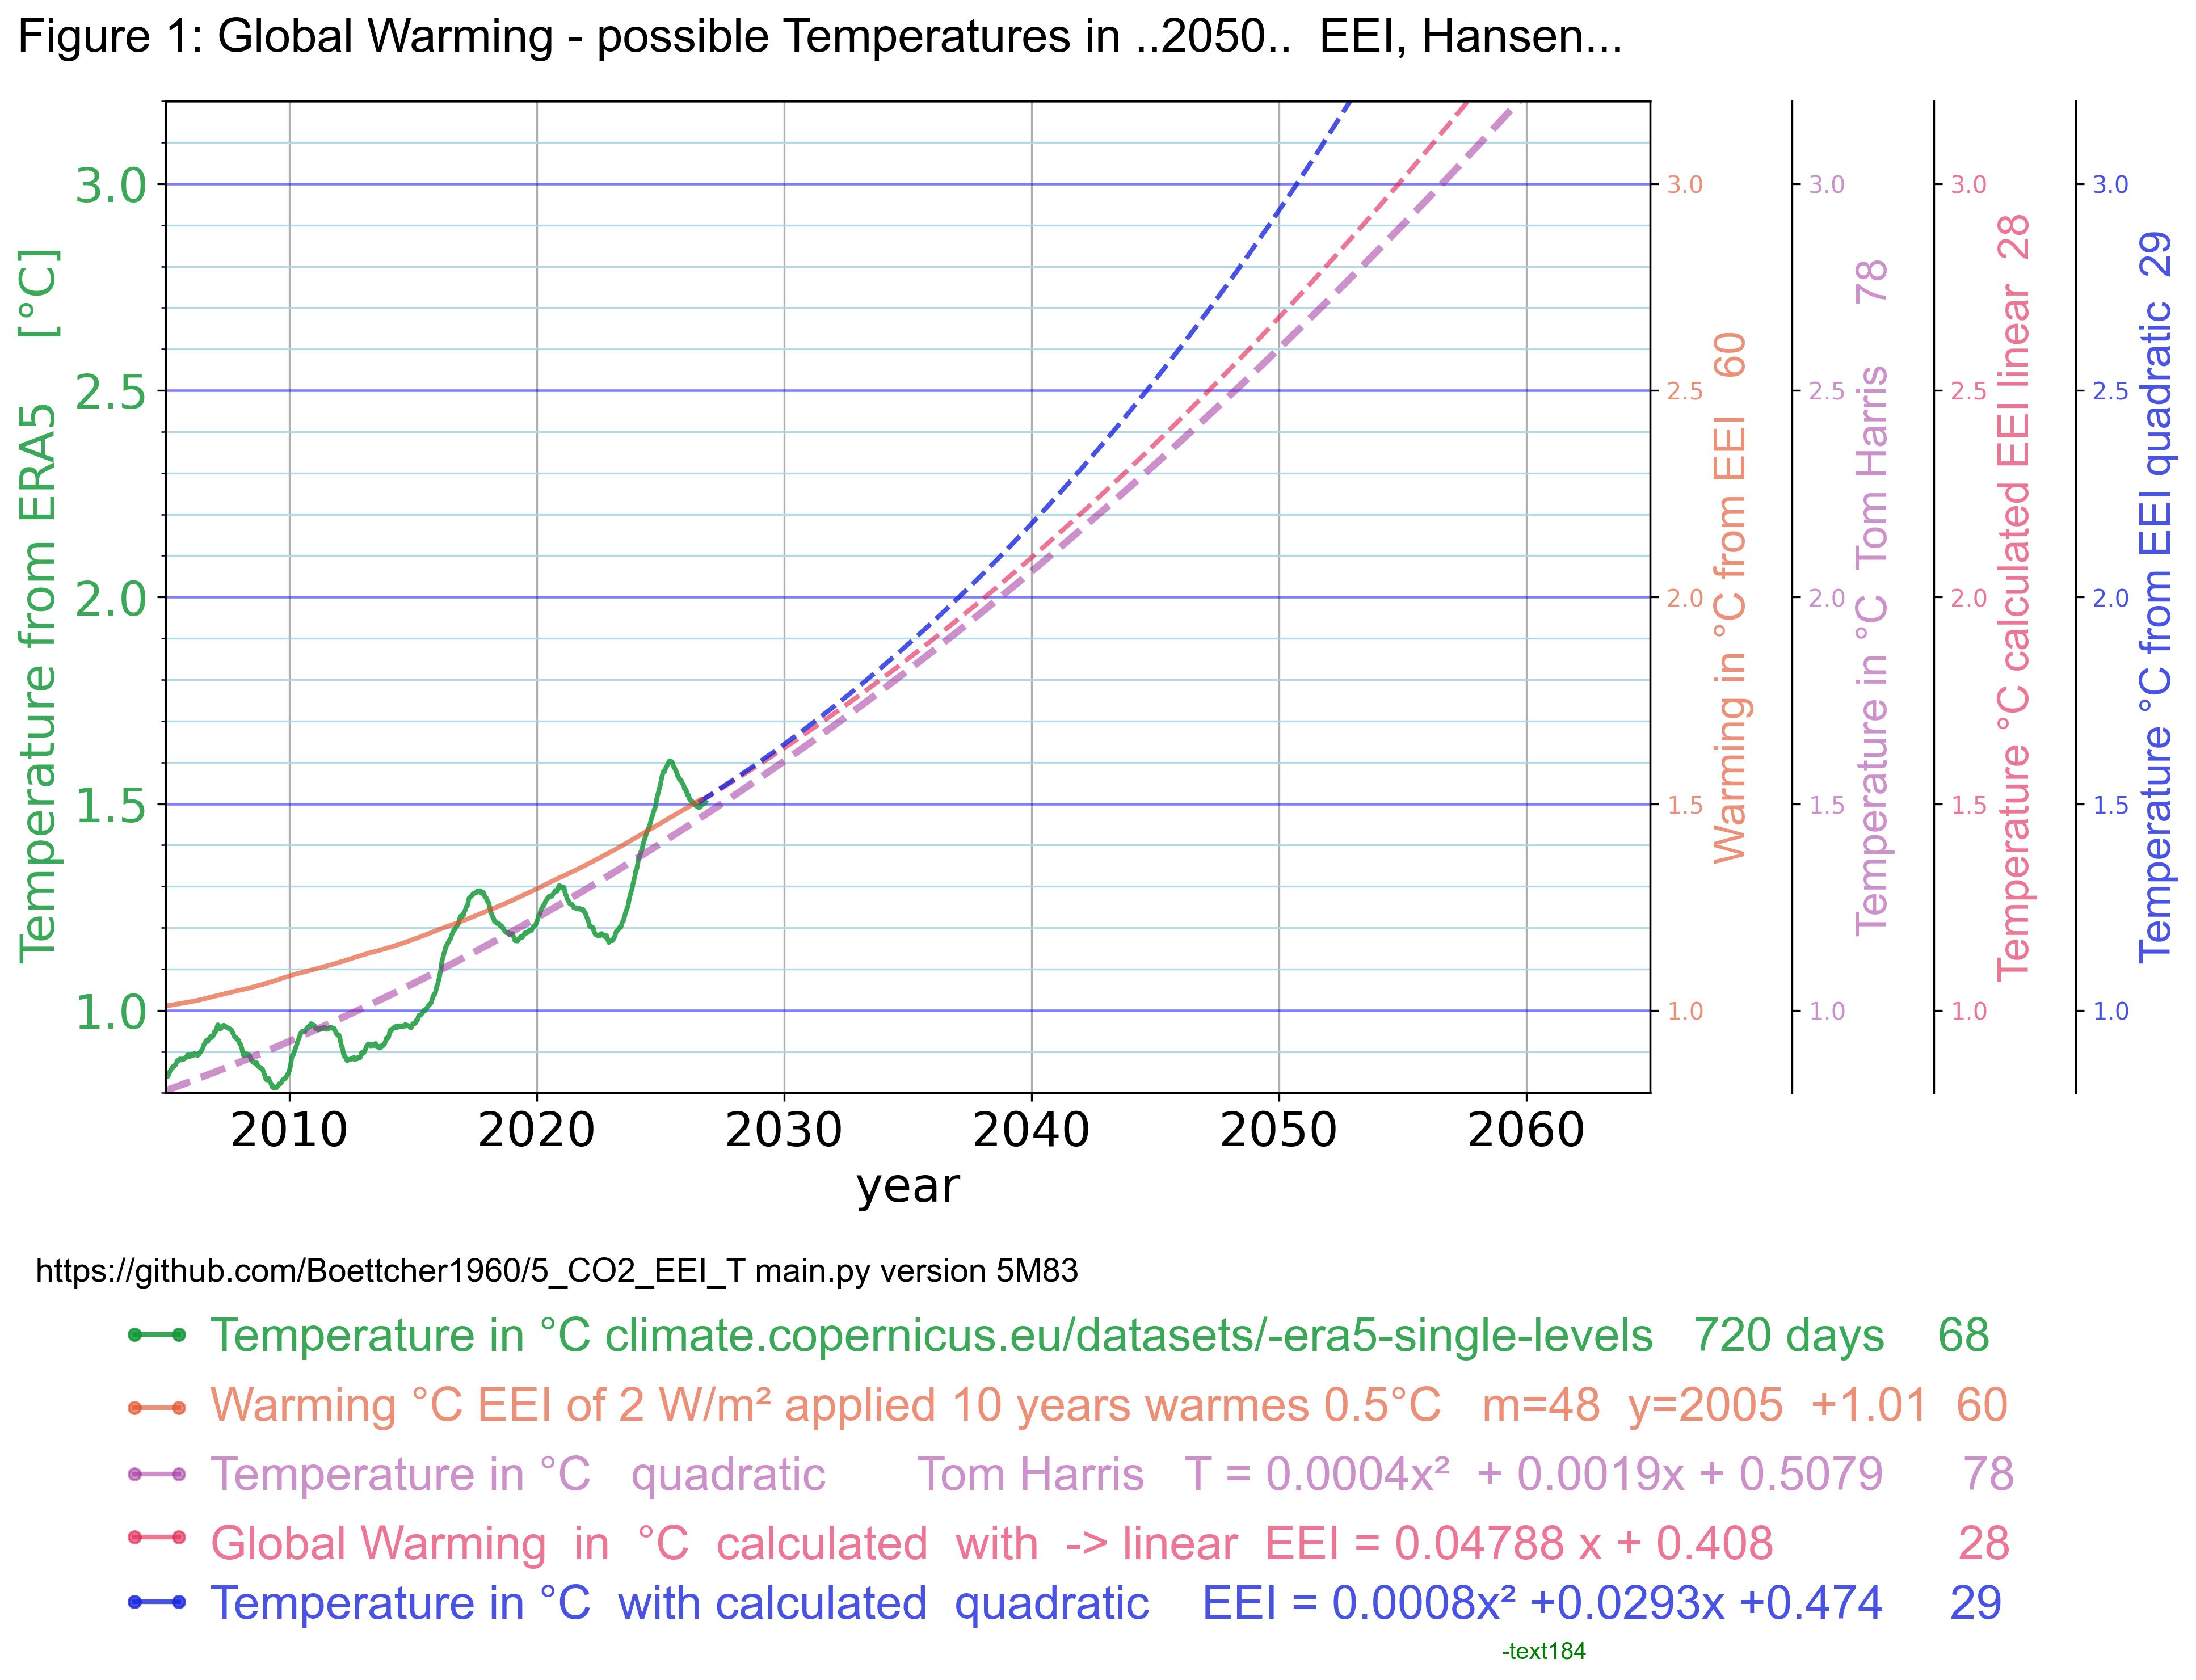 Figure 1: Global Warming - possible Temperatures in ..2050..  EEI, Hansen...
Temperature from ERA5   [°C]
3.0
2.5
2.0
1.5
1.0
2010 2020 2030 2040 2050 2060
year
3.0
2.5
2.0
1.5
1.0
Warming in °C from EEI   60
3.0
2.5
2.0
1.5
1.0
Temperature in °C  Tom Harris    78
3.0
2.5
2.0
1.5
1.0
Temperature °C calculated EEI linear  28
3.0
2.5
2.0
1.5
1.0
Temperature °C from EEI quadratic  29
https://github.com/Boettcher1960/5_CO2_EEI_T main.py version 5M83
Temperature in °C climate.copernicus.eu/datasets/-era5-single-levels   720 days    68
Warming °C EEI of 2 W/m² applied 10 years warmes 0.5°C   m=48  y=2005  +1.01  60
Temperature in °C   quadratic       Tom Harris   T = 0.0004x²  + 0.0019x + 0.5079      78
Global Warming  in  °C  calculated  with  -> linear  EEI = 0.04788 x + 0.408              28
Temperature in °C  with calculated  quadratic    EEI = 0.0008x² +0.0293x +0.474     29
-text184